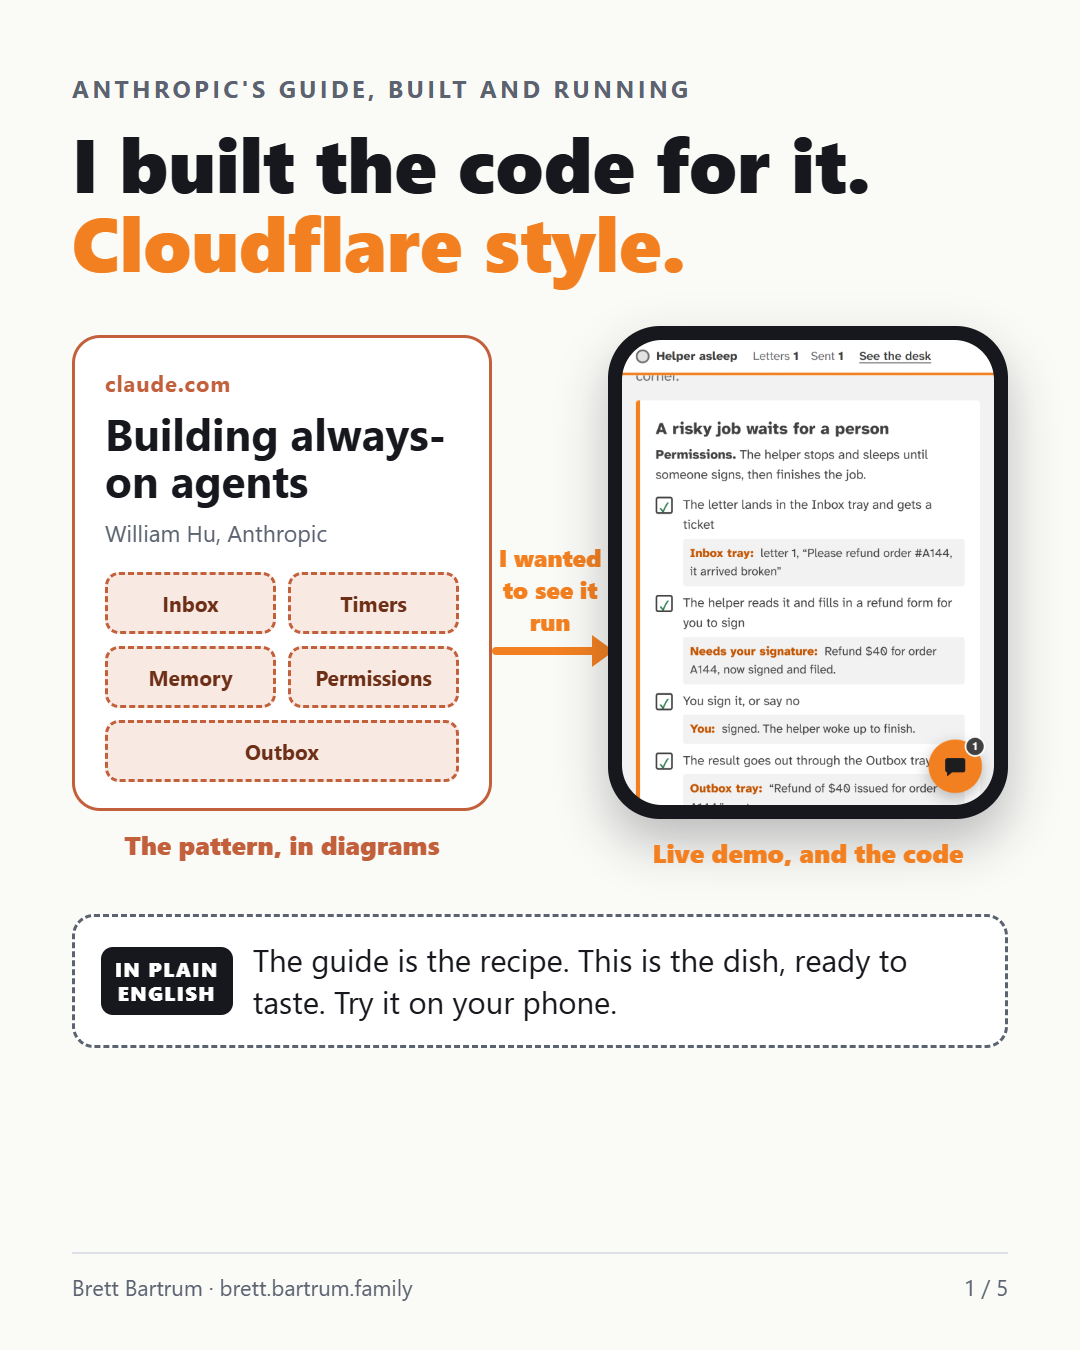 ANTHROPIC'S GUIDE, BUILT AND RUNNING
I built the code for it.
Cloudflare style.
claude.com
Building always-
on agents
William Hu, Anthropic
Inbox
Timers
Memory
Permissions
Outbox
The pattern, in diagrams
I wanted
to see it
run
Helper asleep Letters 1 Sent 1 See the desk
corner.
A risky job waits for a person
Permissions. The helper stops and sleeps until
someone signs, then finishes the job.
The letter lands in the Inbox tray and gets a
ticket
Inbox tray: letter 1, “Please refund order #A144,
it arrived broken”
The helper reads it and fills in a refund form for
you to sign
Needs your signature: Refund $40 for order
A144, now signed and filed.
You sign it, or say no
You: signed. The helper woke up to finish.
The result goes out through the Outbox tray
1
Outbox tray: “Refund of $40 issued for order
Live demo, and the code
IN PLAIN
ENGLISH
The guide is the recipe. This is the dish, ready to
taste. Try it on your phone.
Brett Bartrum · brett.bartrum.family
1 / 5